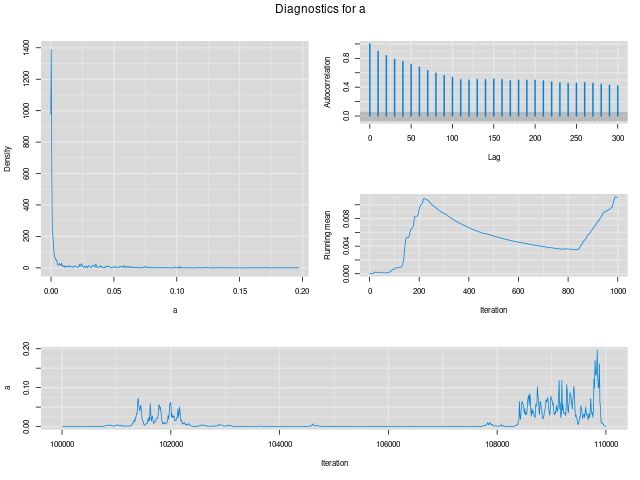 Diagnostics for a
1400
1200
1000
800
600
400
200
0
Density
0.00 0.05 0.10 0.15 0.20
a
0.8
0.4
0.0
Autocorrelation
0 50 100 150 200 250 300
Lag
0.008
0.004
0.000
Running mean
0 200 400 600 800 1000
Iteration
0.20
0.10
0.00
a
100000 102000 104000 106000 108000 110000
Iteration